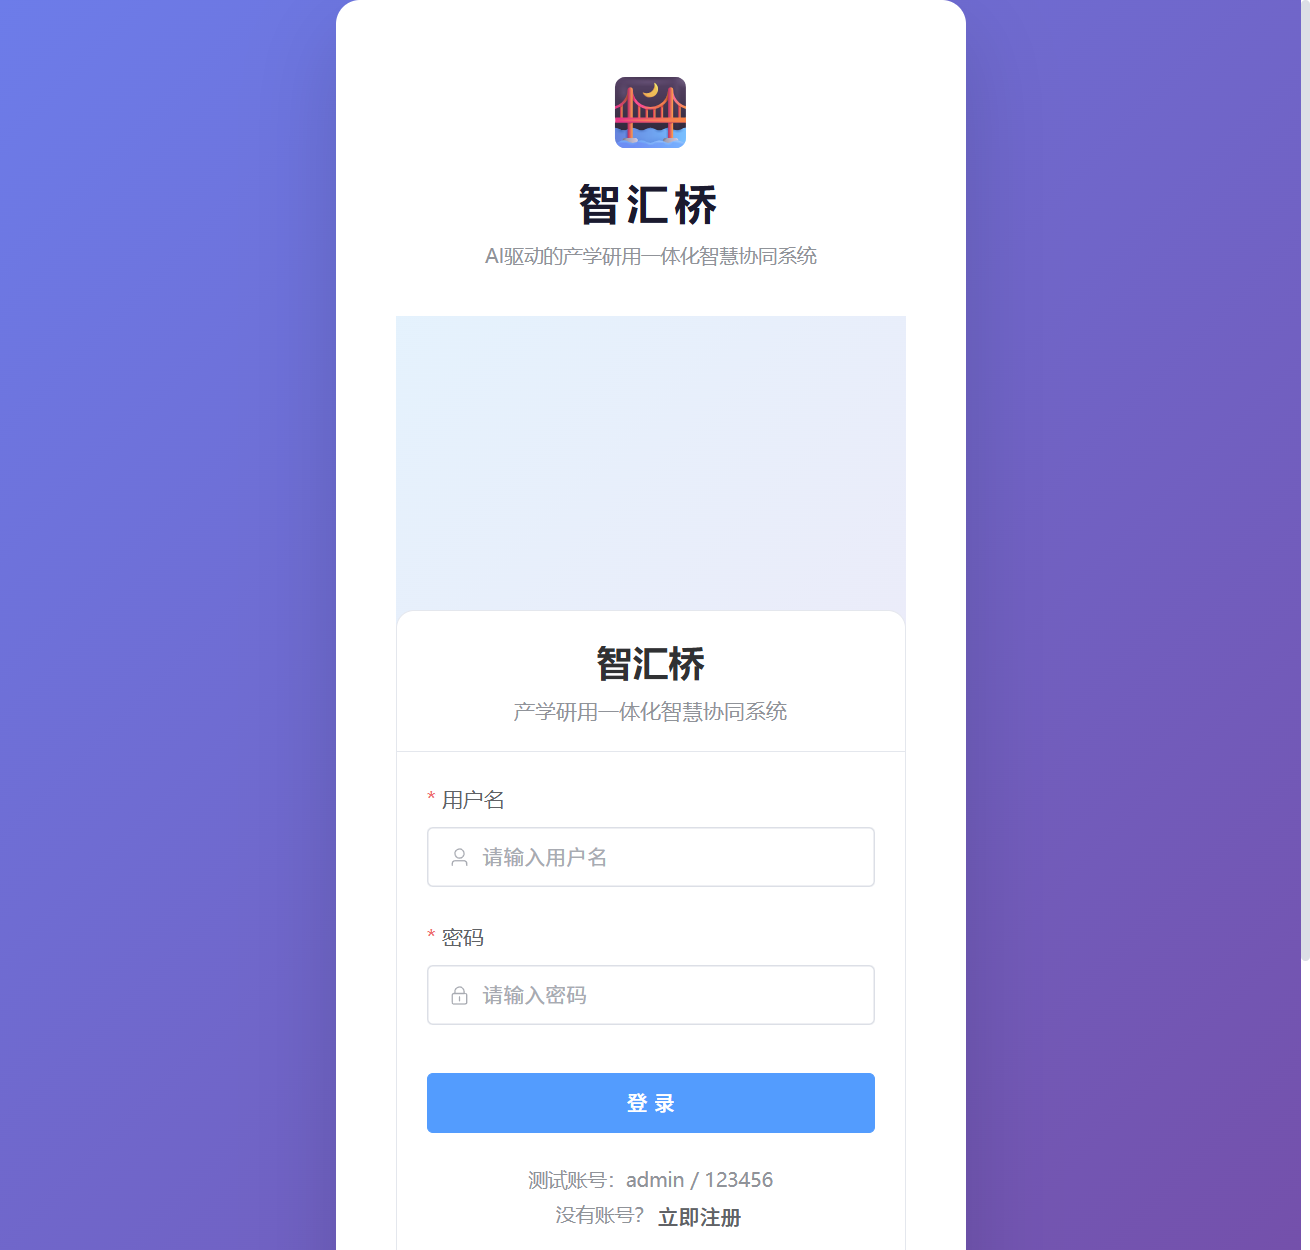 智汇桥
AI驱动的产学研用一体化智慧协同系统
智汇桥
产学研用一体化智慧协同系统
* 用户名
请输入用户名
* 密码
请输入密码
登 录
测试账号：admin / 123456
没有账号？ 立即注册